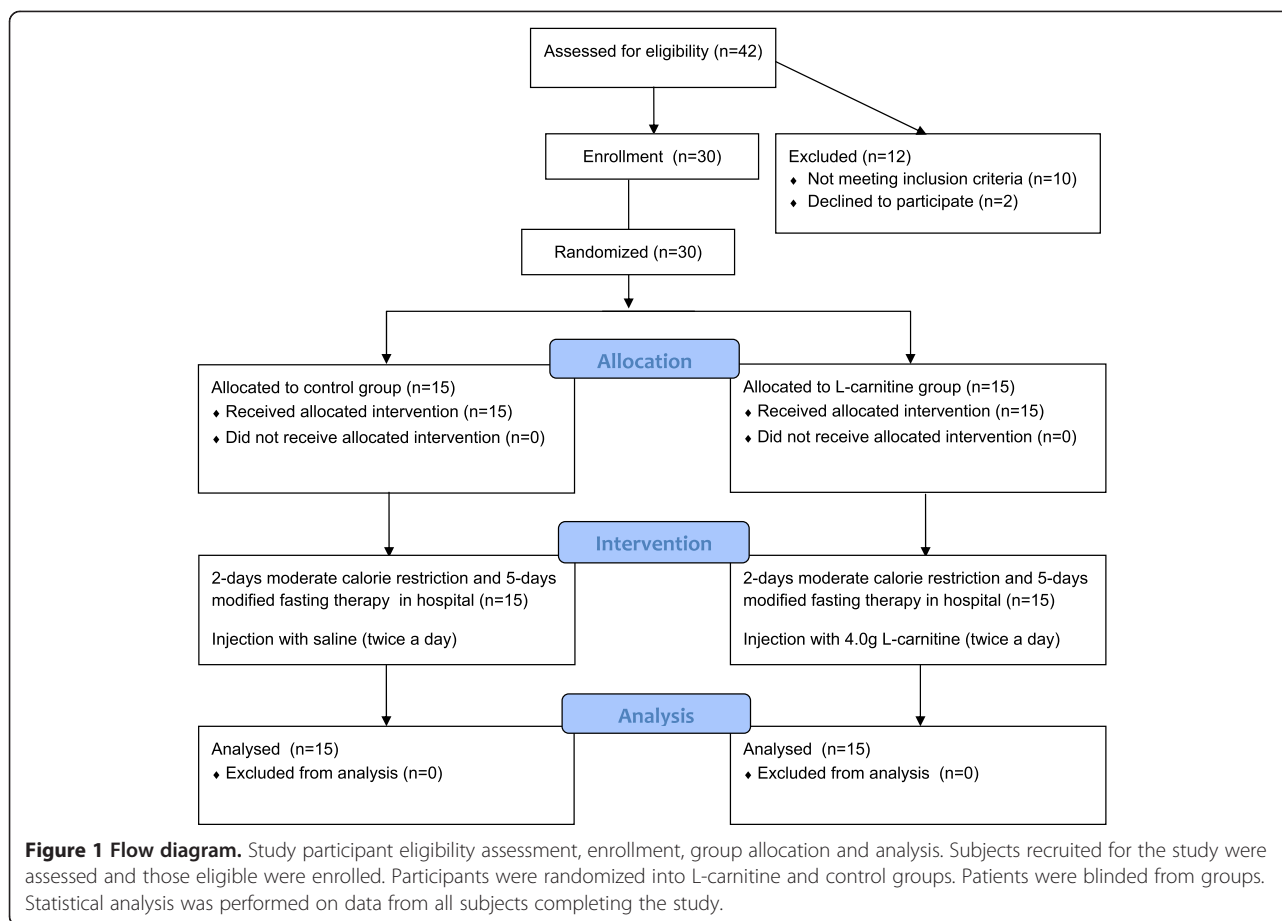 Assessed for eligibility (n=42)
Enrollment (n=30)
Excluded (n=12)
♦ Not meeting inclusion criteria (n=10)
♦ Declined to participate (n=2)
Randomized (n=30)
Allocation
Allocated to control group (n=15)
♦ Received allocated intervention (n=15)
♦ Did not receive allocated intervention (n=0)
Allocated to L-carnitine group (n=15)
♦ Received allocated intervention (n=15)
♦ Did not receive allocated intervention (n=0)
Intervention
2-days moderate calorie restriction and 5-days
modified fasting therapy in hospital (n=15)
Injection with saline (twice a day)
2-days moderate calorie restriction and 5-days
modified fasting therapy in hospital (n=15)
Injection with 4.0g L-carnitine (twice a day)
Analysis
Analysed (n=15)
♦ Excluded from analysis (n=0)
Analysed (n=15)
♦ Excluded from analysis (n=0)
Figure 1 Flow diagram. Study participant eligibility assessment, enrollment, group allocation and analysis. Subjects recruited for the study were
assessed and those eligible were enrolled. Participants were randomized into L-carnitine and control groups. Patients were blinded from groups.
Statistical analysis was performed on data from all subjects completing the study.